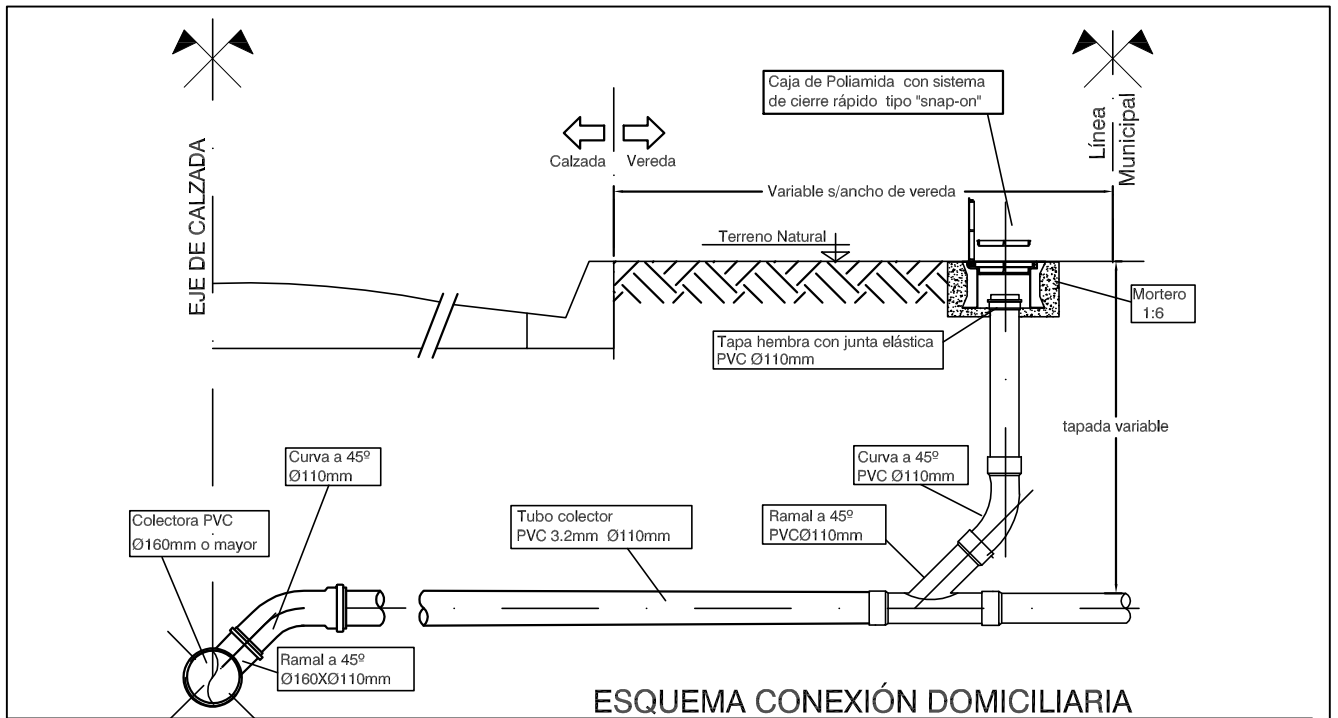 Caja de Poliamida con sistema
de cierre rápido tipo "snap-on"
EJE DE CALZADA
Calzada
Vereda
Línea
Municipal
Variable s/ancho de vereda
Terreno Natural
Mortero
1:6
Tapa hembra con junta elástica
PVC Ø110mm
tapada variable
Curva a 45º
Ø110mm
Curva a 45º
PVC Ø110mm
Colectora PVC
Ø160mm o mayor
Tubo colector
PVC 3.2mm Ø110mm
Ramal a 45º
PVCØ110mm
Ramal a 45º
Ø160XØ110mm
ESQUEMA CONEXIÓN DOMICILIARIA